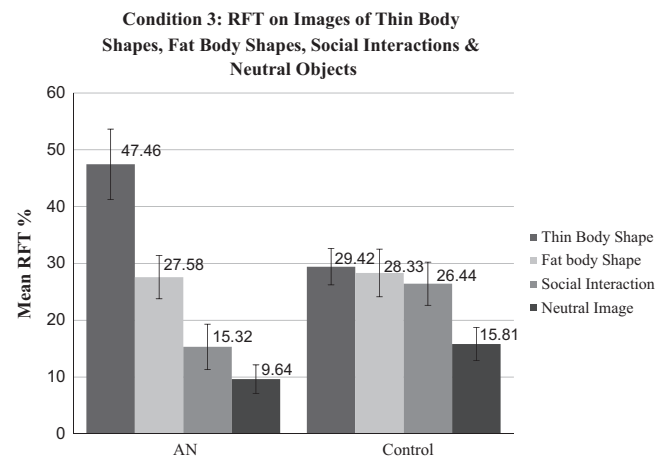 Condition 3: RFT on Images of Thin Body
Shapes, Fat Body Shapes, Social Interactions &
Neutral Objects
60
50
40
30
20
10
0
Mean RFT %
47.46
27.58
15.32
9.64
29.42
28.33
26.44
15.81
AN
Control
Thin Body Shape
Fat body Shape
Social Interaction
Neutral Image